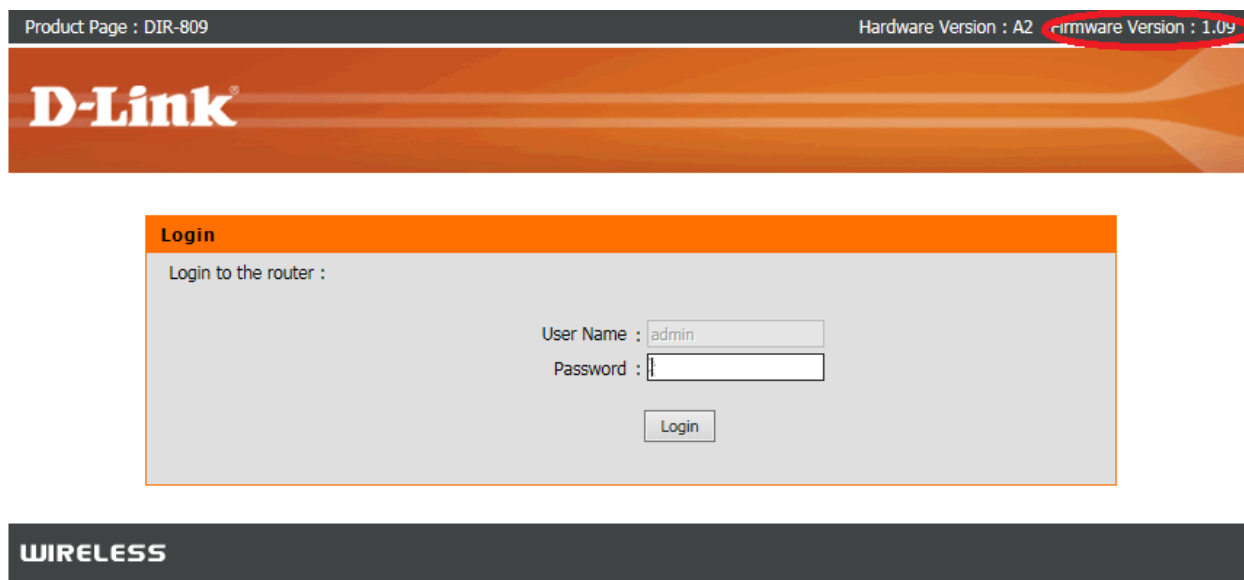 Product Page : DIR-809 Hardware Version : A2 Firmware Version : 1.09
D-Link®
Login
Login to the router :
User Name : admin
Password :
Login
WIRELESS